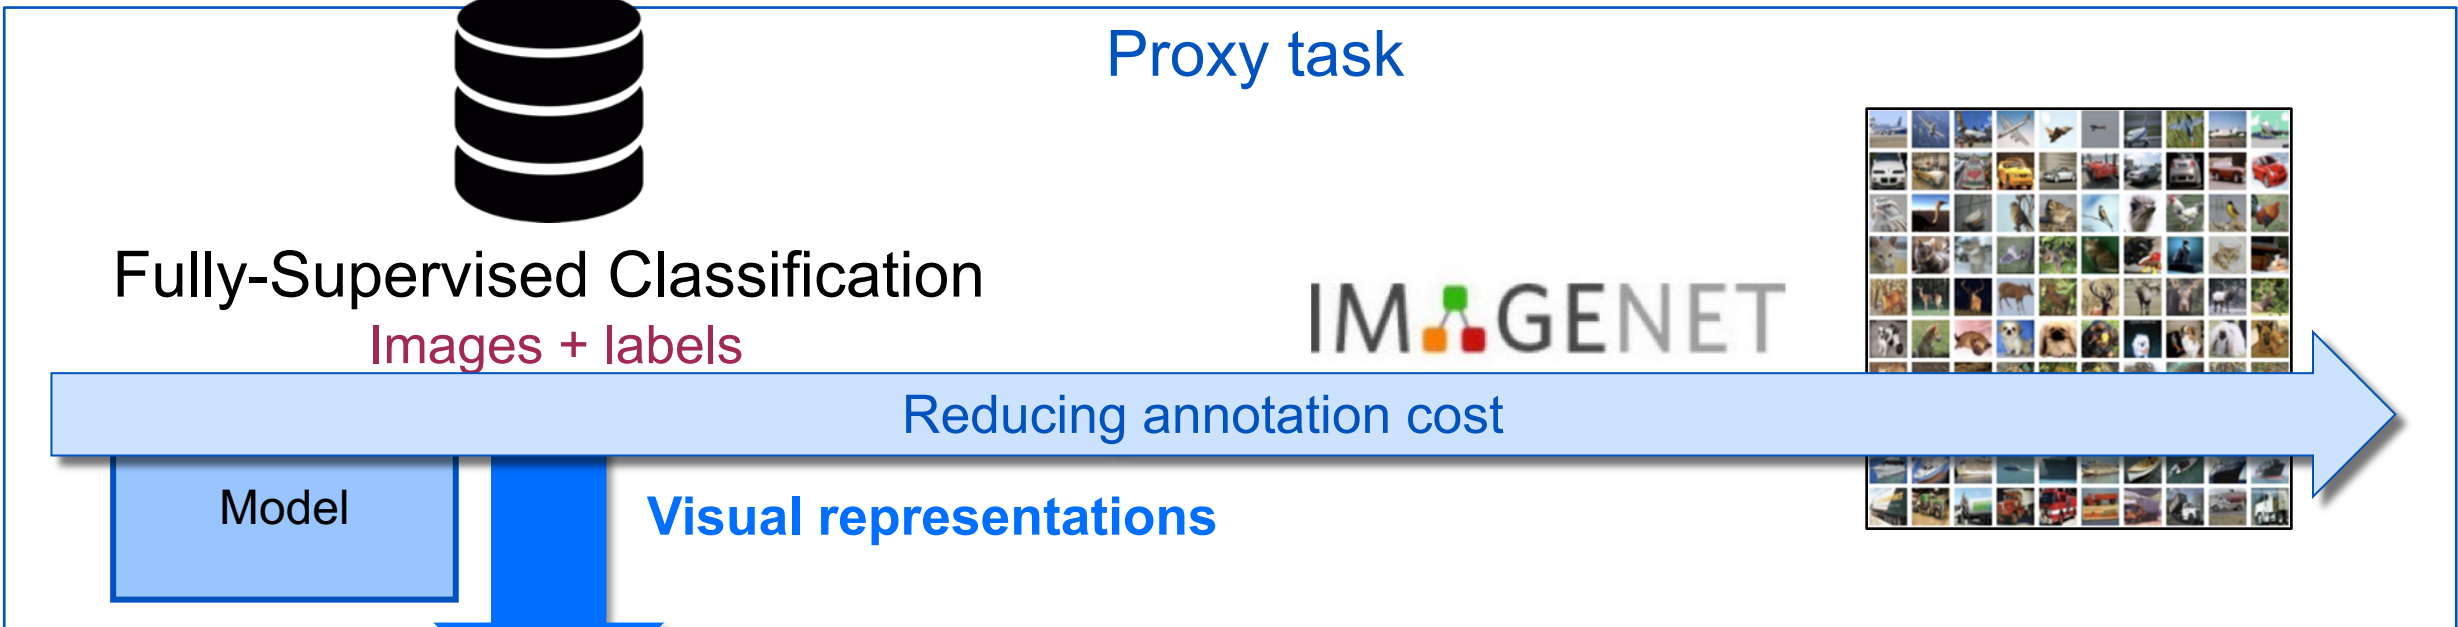 Proxy task
Fully-Supervised Classification
Images + labels
IMAGENET
Reducing annotation cost
Model
Visual representations